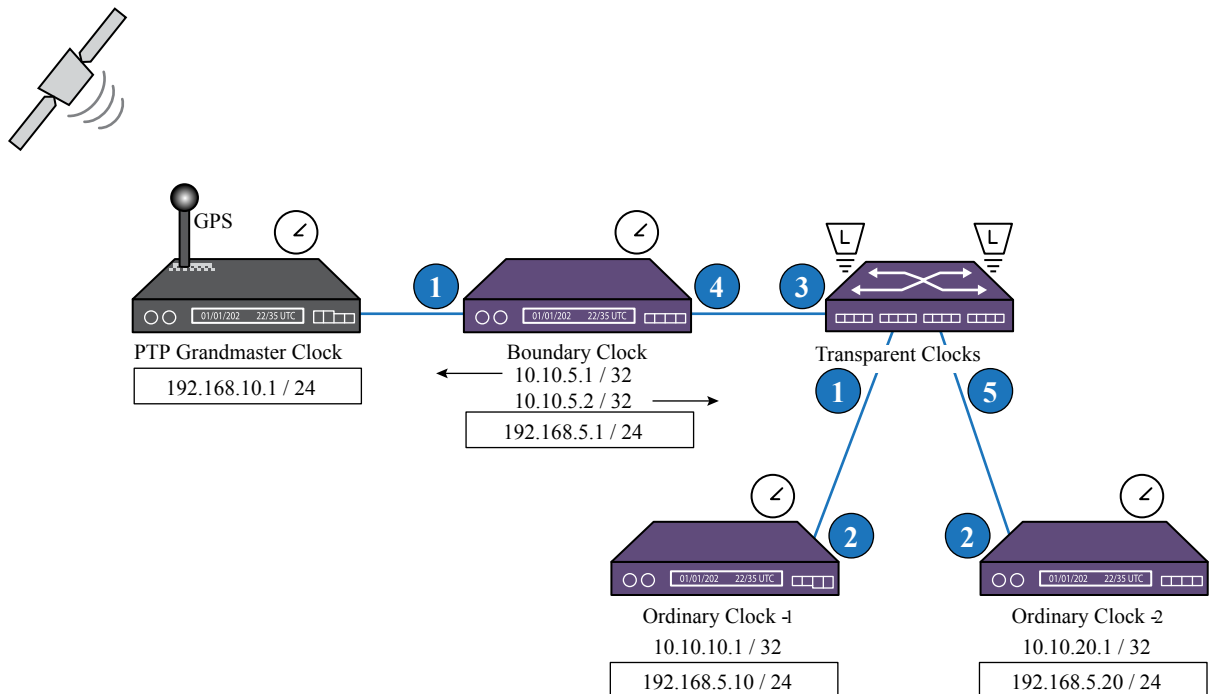 GPS
01/01/202 22/35 UTC
PTP Grandmaster Clock
192.168.10.1 / 24
1
01/01/202 22/35 UTC
Boundary Clock
10.10.5.1 / 32
10.10.5.2 / 32
192.168.5.1 / 24
4
3
L
L
Transparent Clocks
1
5
2
01/01/202 22/35 UTC
Ordinary Clock -1
10.10.10.1 / 32
192.168.5.10 / 24
2
01/01/202 22/35 UTC
Ordinary Clock -2
10.10.20.1 / 32
192.168.5.20 / 24